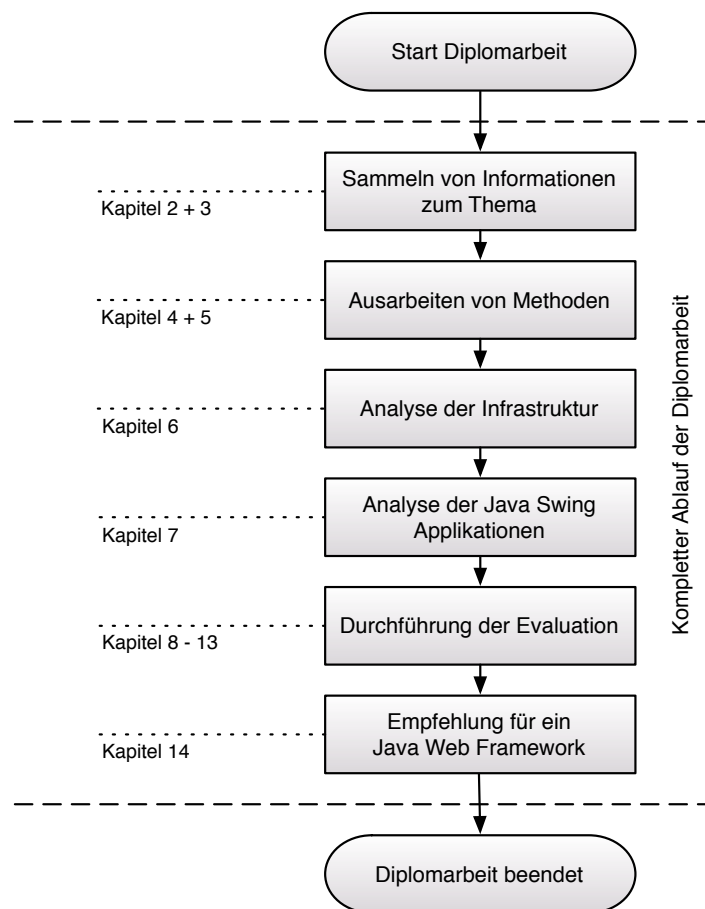 Start Diplomarbeit
Sammeln von Informationen
zum Thema
Kapitel 2 + 3
Ausarbeiten von Methoden
Kapitel 4 + 5
Analyse der Infrastruktur
Kapitel 6
Analyse der Java Swing
Applikationen
Kapitel 7
Durchführung der Evaluation
Kapitel 8 - 13
Empfehlung für ein
Java Web Framework
Kapitel 14
Kompletter Ablauf der Diplomarbeit
Diplomarbeit beendet